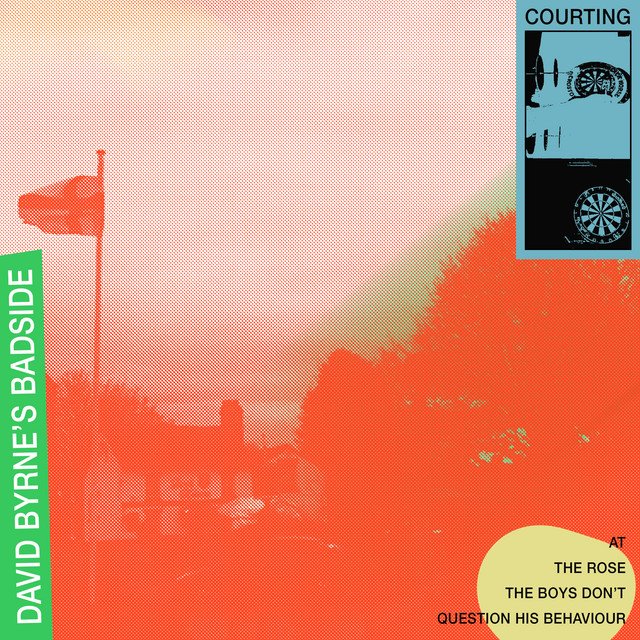 COURTING
DAVID BYRNE'S BADSIDE
AT
THE ROSE
THE BOYS DON'T
QUESTION HIS BEHAVIOUR